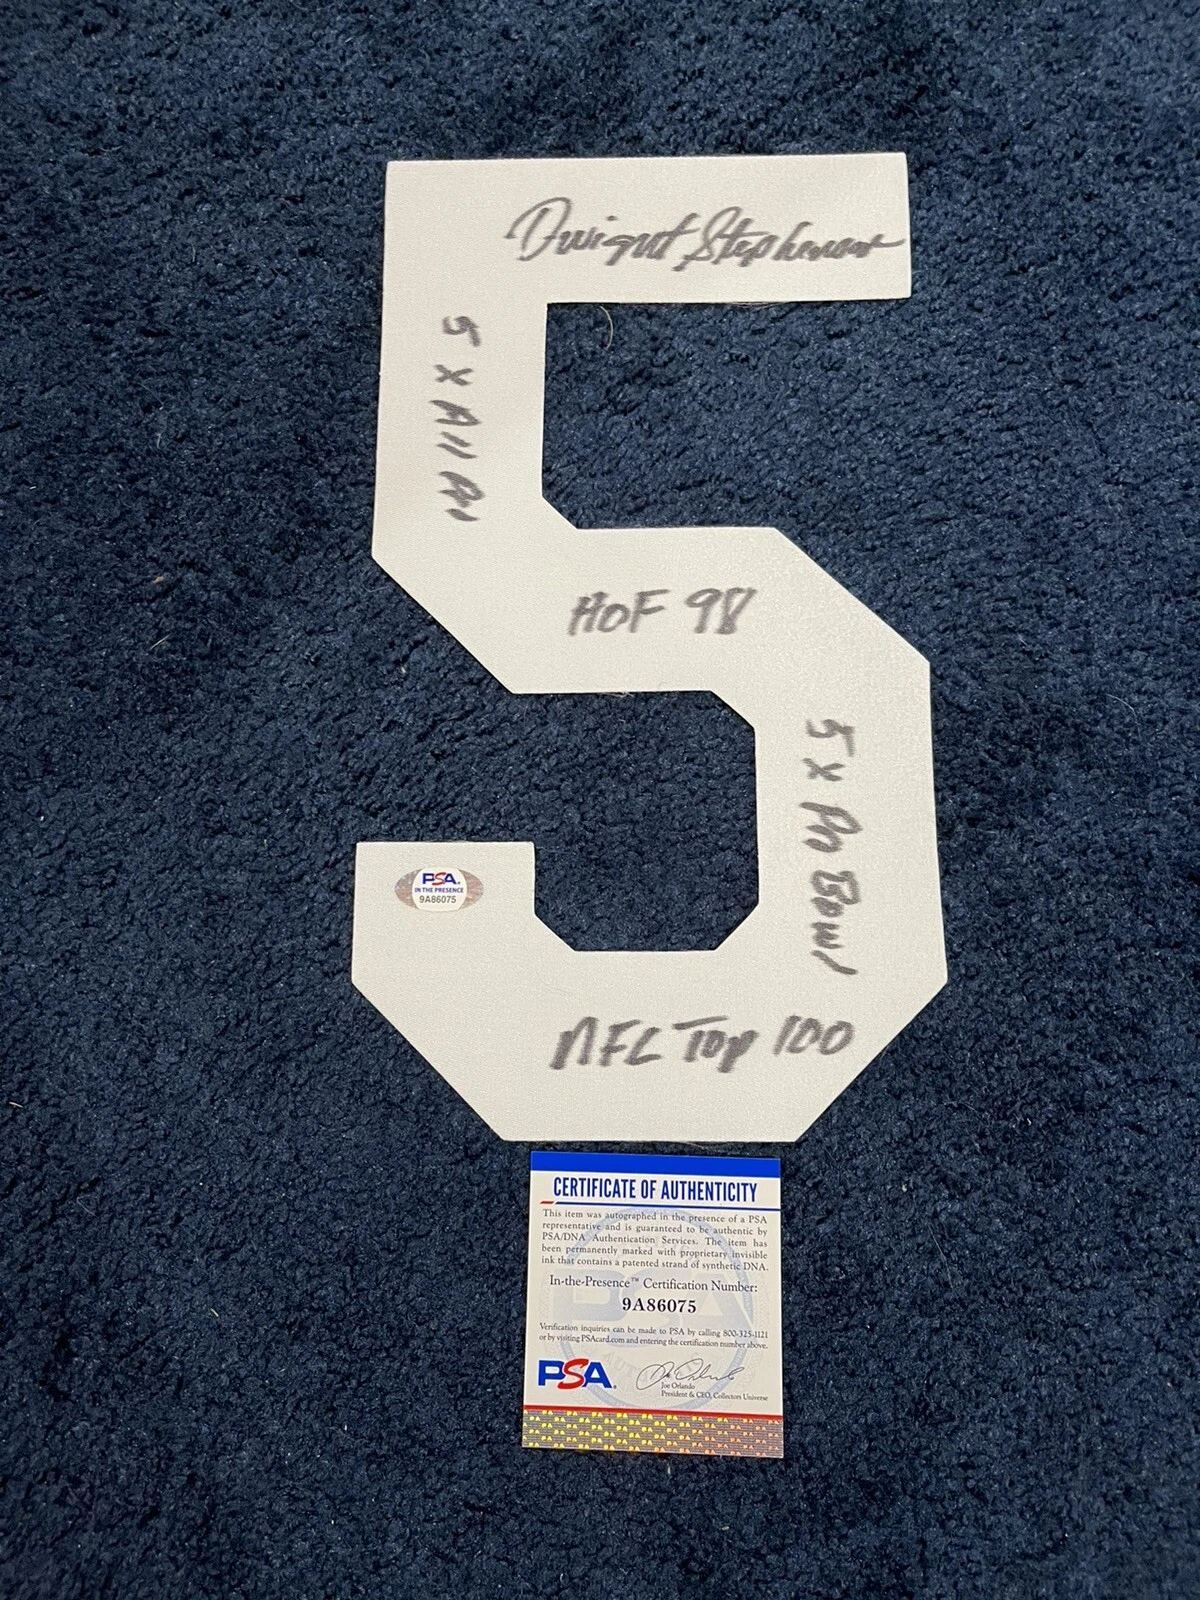 Dwight Stephenson
5 x All Pro
HOF 98
5 x Pro Bowl
PSA
IN THE PRESENCE
9A86075
NFL Top 100
CERTIFICATE OF AUTHENTICITY
This item was autographed in the presence of a PSA
representative and is guaranteed to be authentic by
PSA/DNA Authentication Services. The item has
been permanently marked with proprietary invisible
ink that contains a patented strand of synthetic DNA.
In-the-Presence™ Certification Number:
9A86075
Verification inquiries can be made to PSA by calling 800-325-1121
or by visiting PSAcard.com and entering the certification number above.
PSA
Joe Orlando
President & CEO, Collectors Universe